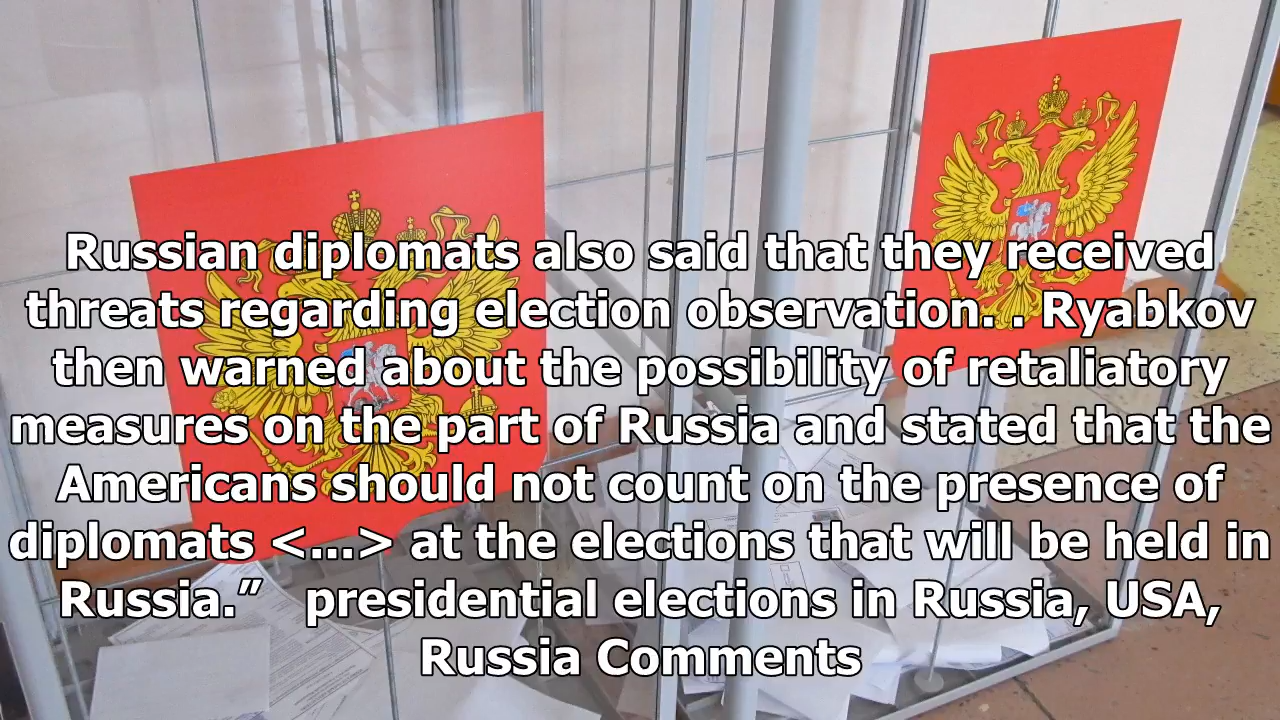 Russian diplomats also said that they received
threats regarding election observation. . Ryabkov
then warned about the possibility of retaliatory
measures on the part of Russia and stated that the
Americans should not count on the presence of
diplomats <...> at the elections that will be held in
Russia.”   presidential elections in Russia, USA,
Russia Comments